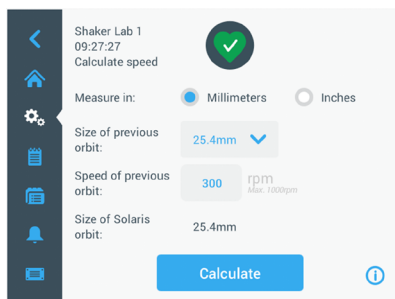 Shaker Lab 1
09:27:27
Calculate speed
Measure in: Millimeters Inches
Size of previous
orbit:
25.4mm
Speed of previous
orbit:
300
rpm
Max. 1000rpm
Size of Solaris
orbit:
25.4mm
Calculate